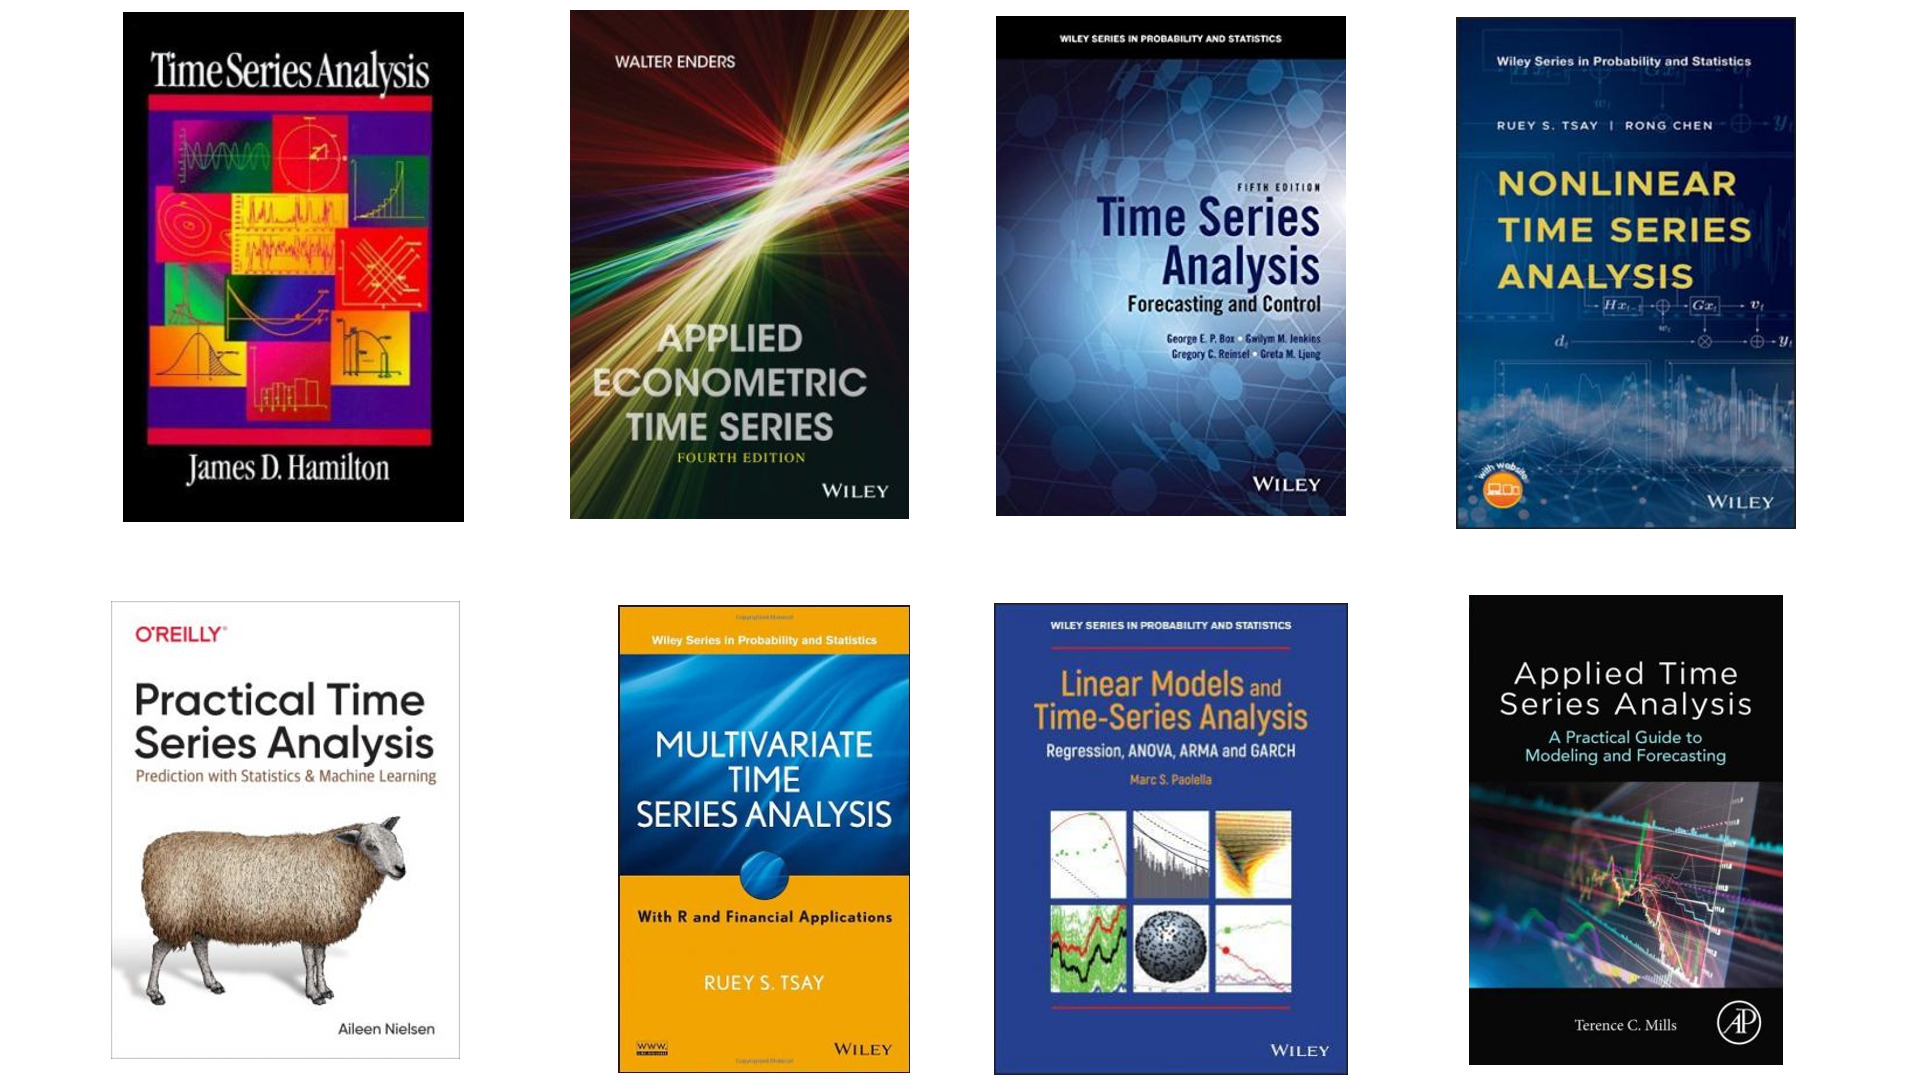 Time Series Analysis
James D. Hamilton
WALTER ENDERS
APPLIED
ECONOMETRIC
TIME SERIES
FOURTH EDITION
WILEY
WILEY SERIES IN PROBABILITY AND STATISTICS
FIFTH EDITION
Time Series
Analysis
Forecasting and Control
George E. P. Box • Gwilym M. Jenkins
Gregory C. Reinsel • Greta M. Ljung
WILEY
Wiley Series in Probability and Statistics
RUEY S. TSAY | RONG CHEN
NONLINEAR
TIME SERIES
ANALYSIS
with website
WILEY
O'REILLY®
Practical Time
Series Analysis
Prediction with Statistics & Machine Learning
Aileen Nielsen
Copyrighted Material
Wiley Series in Probability and Statistics
MULTIVARIATE
TIME
SERIES ANALYSIS
With R and Financial Applications
RUEY S. TSAY
WWW.
WILEY
Copyrighted Material
WILEY SERIES IN PROBABILITY AND STATISTICS
Linear Models and
Time-Series Analysis
Regression, ANOVA, ARMA and GARCH
Marc S. Paolella
WILEY
Applied Time
Series Analysis
A Practical Guide to
Modeling and Forecasting
Terence C. Mills
AP